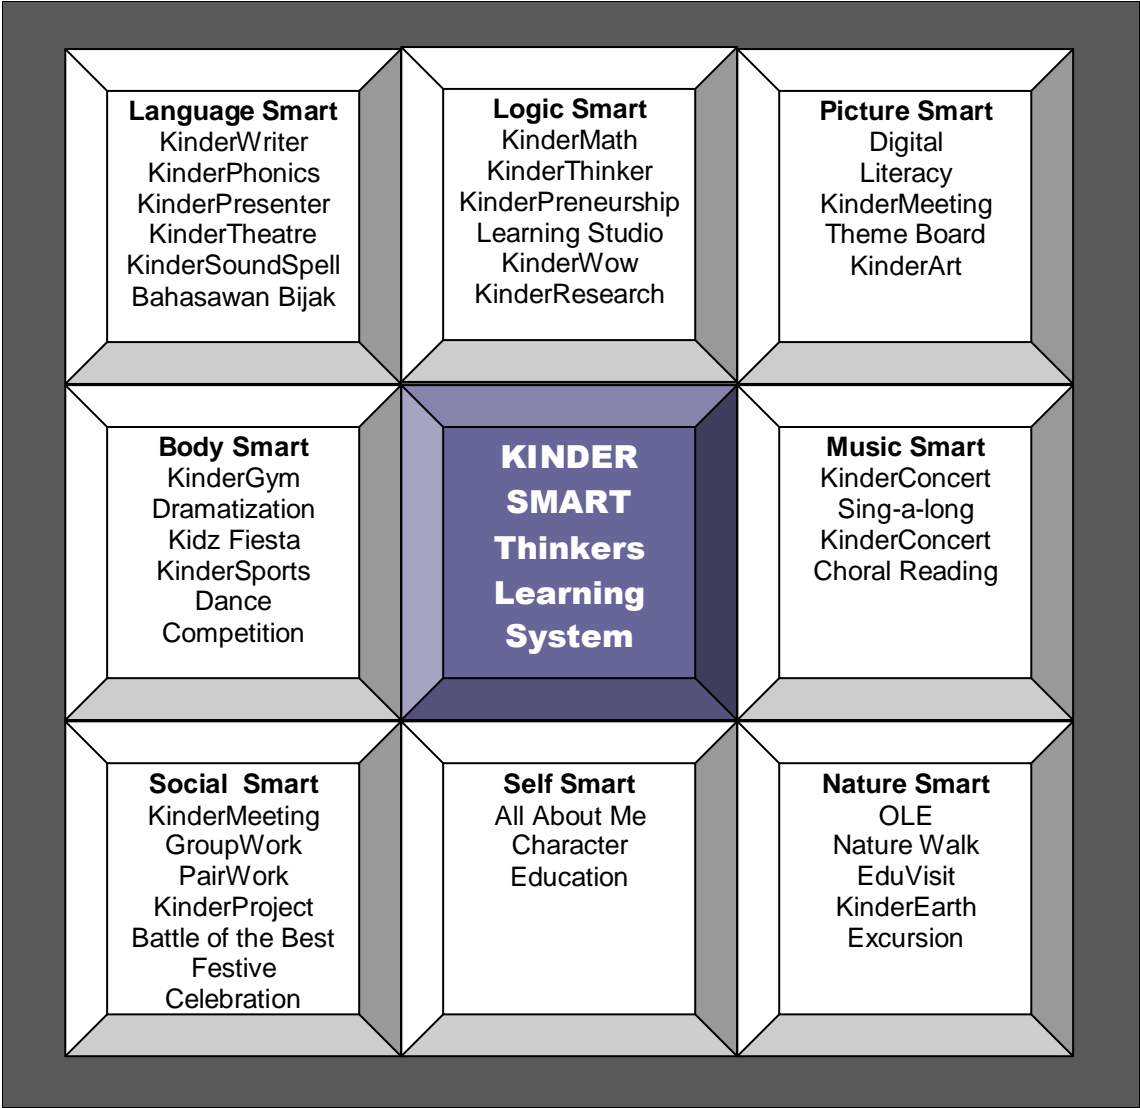 Language Smart
KinderWriter
KinderPhonics
KinderPresenter
KinderTheatre
KinderSoundSpell
Bahasawan Bijak
Logic Smart
KinderMath
KinderThinker
KinderPreneurship
Learning Studio
KinderWow
KinderResearch
Picture Smart
Digital
Literacy
KinderMeeting
Theme Board
KinderArt
Body Smart
KinderGym
Dramatization
Kidz Fiesta
KinderSports
Dance
Competition
KINDER
SMART
Thinkers
Learning
System
Music Smart
KinderConcert
Sing-a-long
KinderConcert
Choral Reading
Social  Smart
KinderMeeting
GroupWork
PairWork
KinderProject
Battle of the Best
Festive
Celebration
Self Smart
All About Me
Character
Education
Nature Smart
OLE
Nature Walk
EduVisit
KinderEarth
Excursion